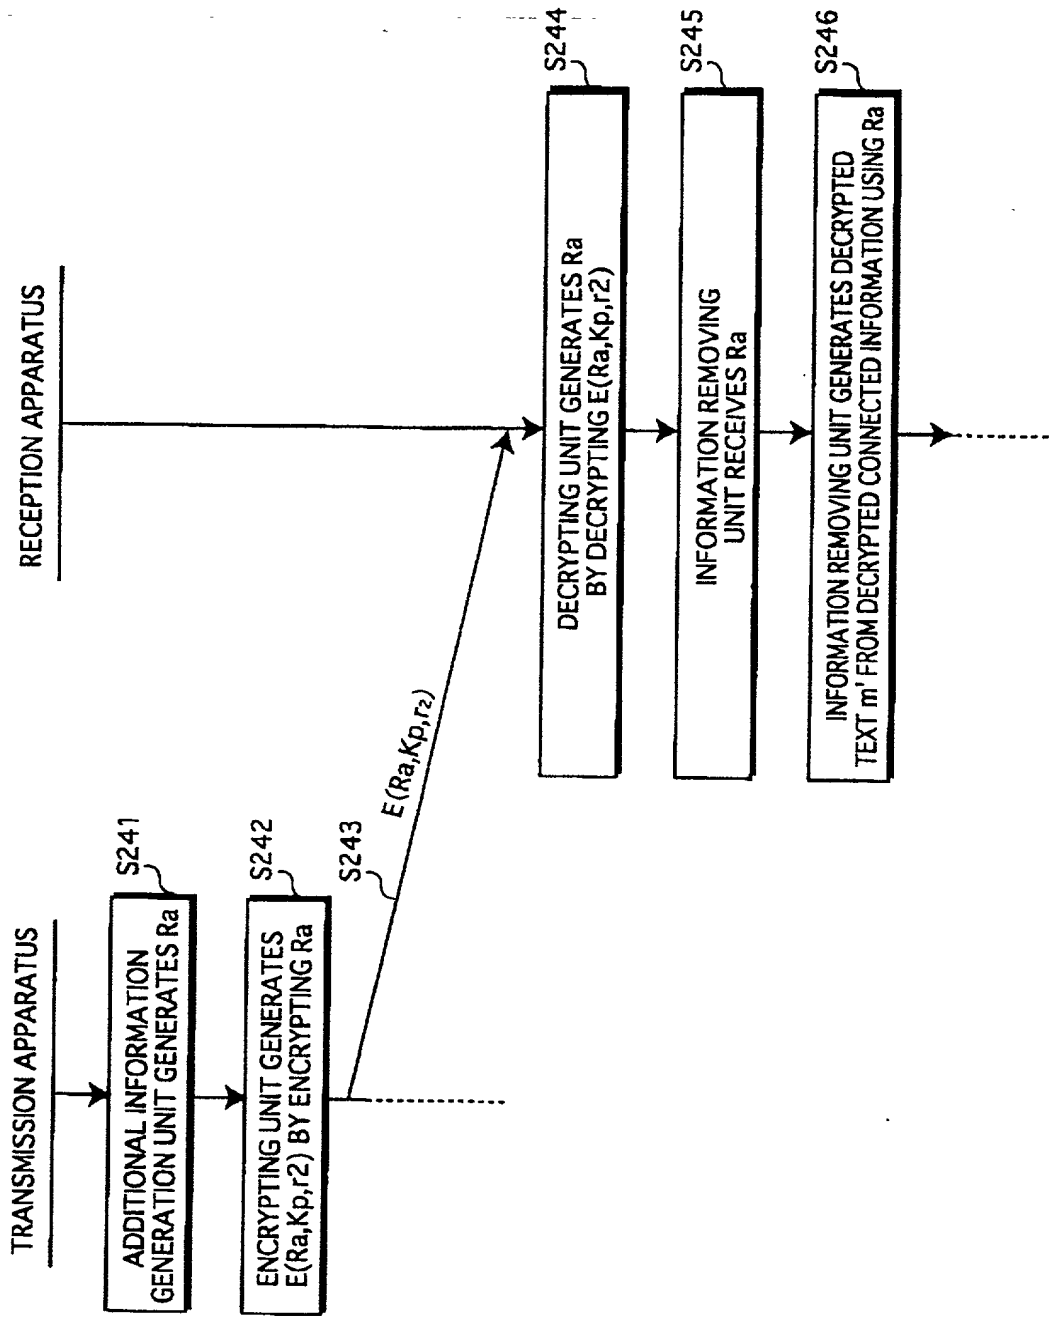 TRANSMISSION APPARATUS
RECEPTION APPARATUS
S241
ADDITIONAL INFORMATION
GENERATION UNIT GENERATES Ra
S242
ENCRYPTING UNIT GENERATES
E(Ra,Kp,r2) BY ENCRYPTING Ra
S243
E(Ra,Kp,r2)
S244
DECRYPTING UNIT GENERATES Ra
BY DECRYPTING E(Ra,Kp,r2)
S245
INFORMATION REMOVING
UNIT RECEIVES Ra
S246
INFORMATION REMOVING UNIT GENERATES DECRYPTED
TEXT m' FROM DECRYPTED CONNECTED INFORMATION USING Ra